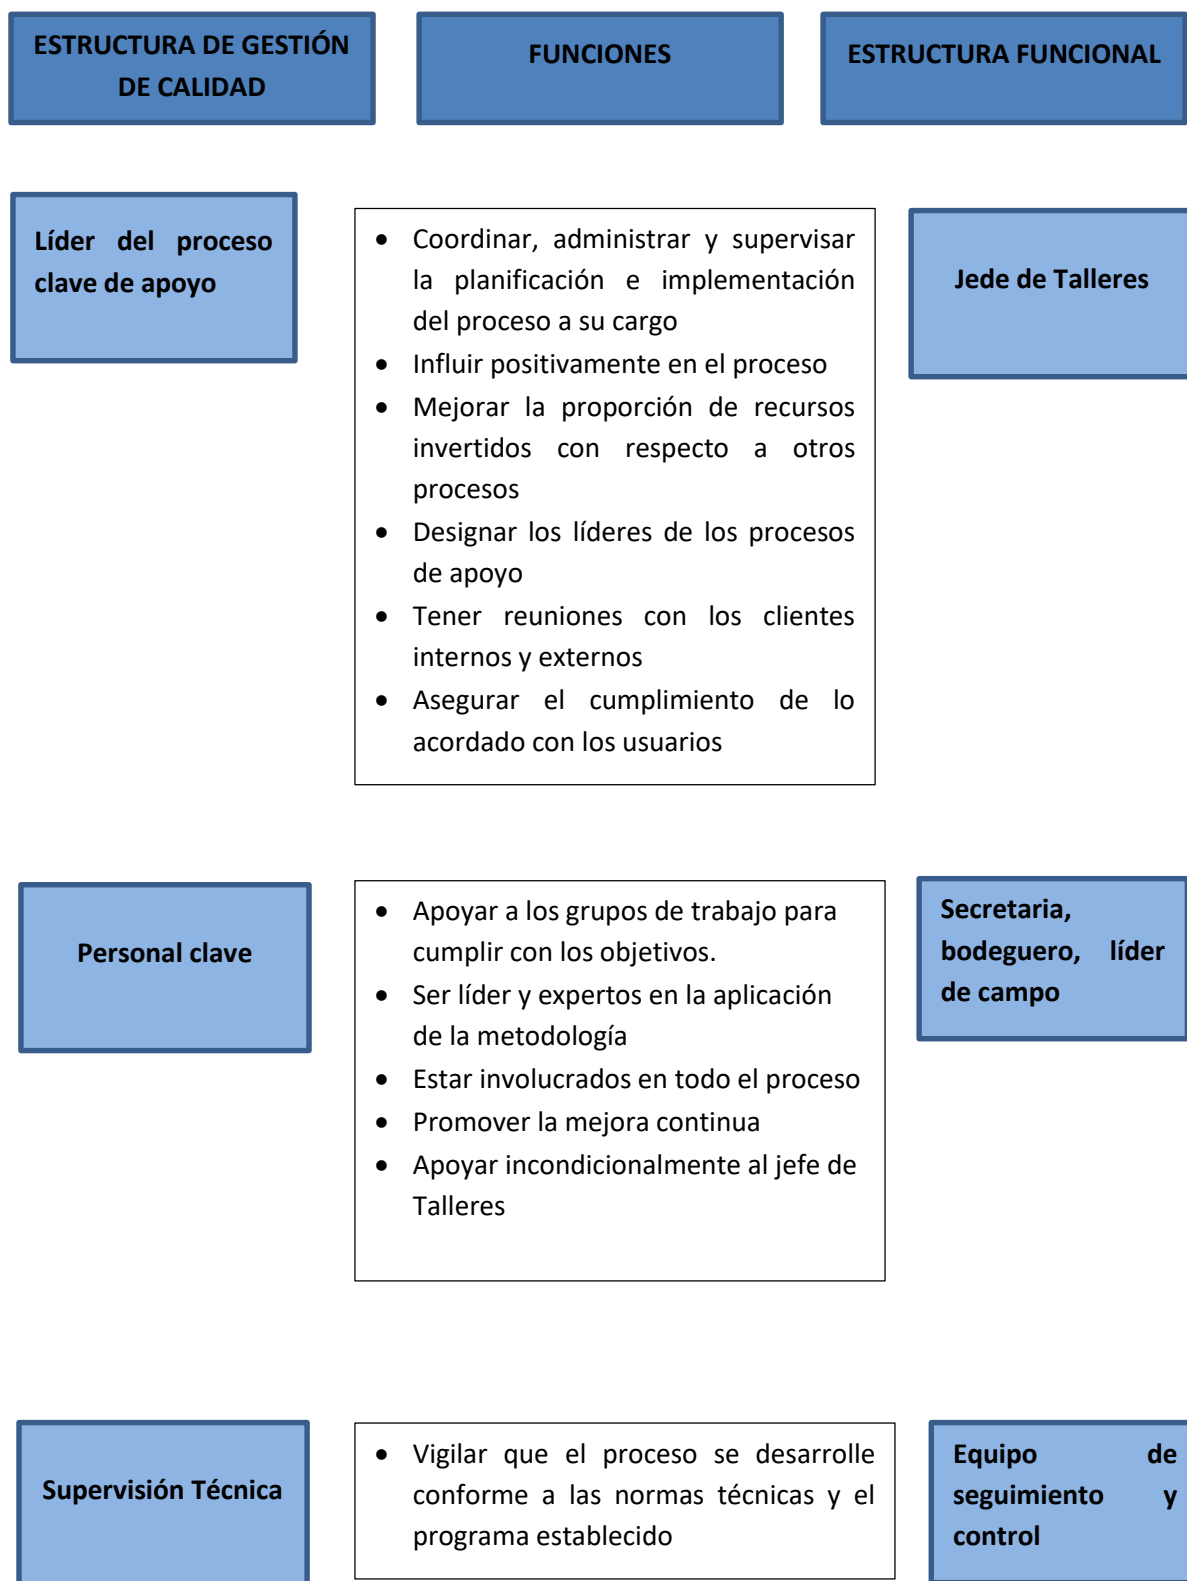 ESTRUCTURA DE GESTIÓN
DE CALIDAD
FUNCIONES
ESTRUCTURA FUNCIONAL
Líder del proceso
clave de apoyo
• Coordinar, administrar y supervisar
la planificación e implementación
del proceso a su cargo
• Influir positivamente en el proceso
• Mejorar la proporción de recursos
invertidos con respecto a otros
procesos
• Designar los líderes de los procesos
de apoyo
• Tener reuniones con los clientes
internos y externos
• Asegurar el cumplimiento de lo
acordado con los usuarios
Jede de Talleres
Personal clave
• Apoyar a los grupos de trabajo para
cumplir con los objetivos.
• Ser líder y expertos en la aplicación
de la metodología
• Estar involucrados en todo el proceso
• Promover la mejora continua
• Apoyar incondicionalmente al jefe de
Talleres
Secretaria,
bodeguero, líder
de campo
Supervisión Técnica
• Vigilar que el proceso se desarrolle
conforme a las normas técnicas y el
programa establecido
Equipo de
seguimiento y
control